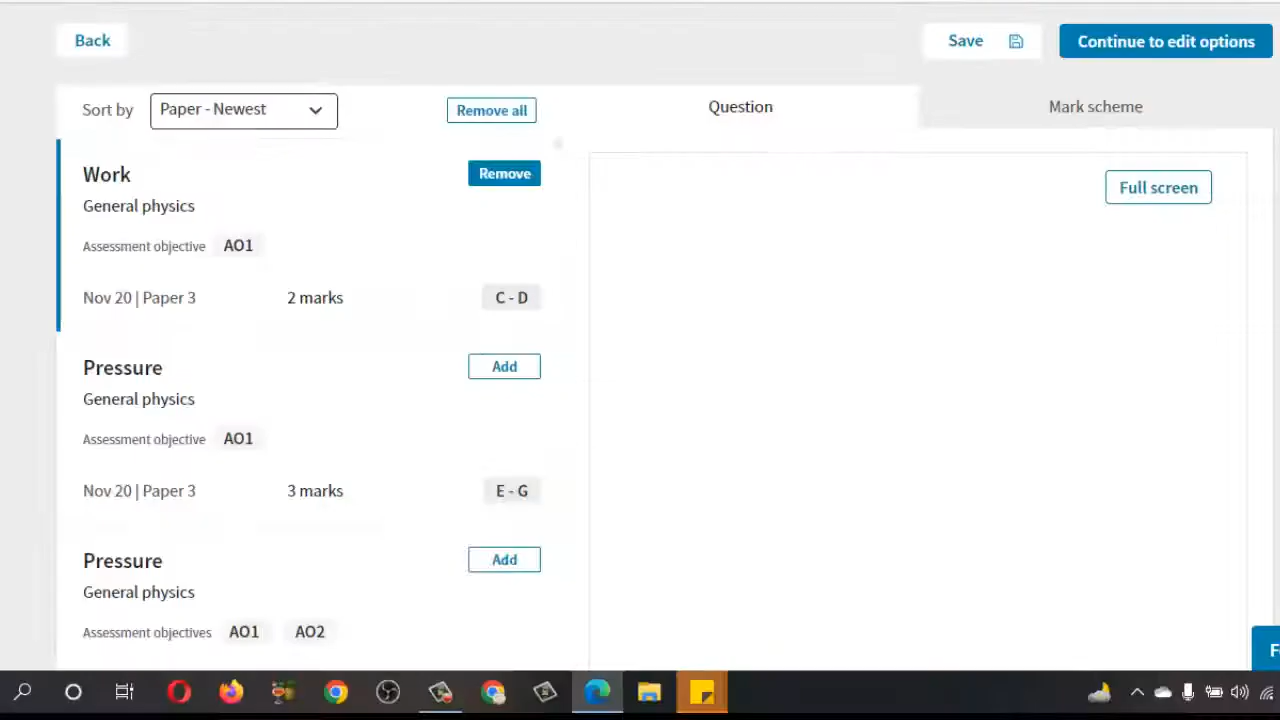 Back
Save
Continue to edit options
Sort by
Paper - Newest
Remove all
Question
Mark scheme
Work
Remove
General physics
Assessment objective AO1
Nov 20 | Paper 3 2 marks C - D
Full screen
Pressure
Add
General physics
Assessment objective AO1
Nov 20 | Paper 3 3 marks E - G
Pressure
Add
General physics
Assessment objectives AO1 AO2